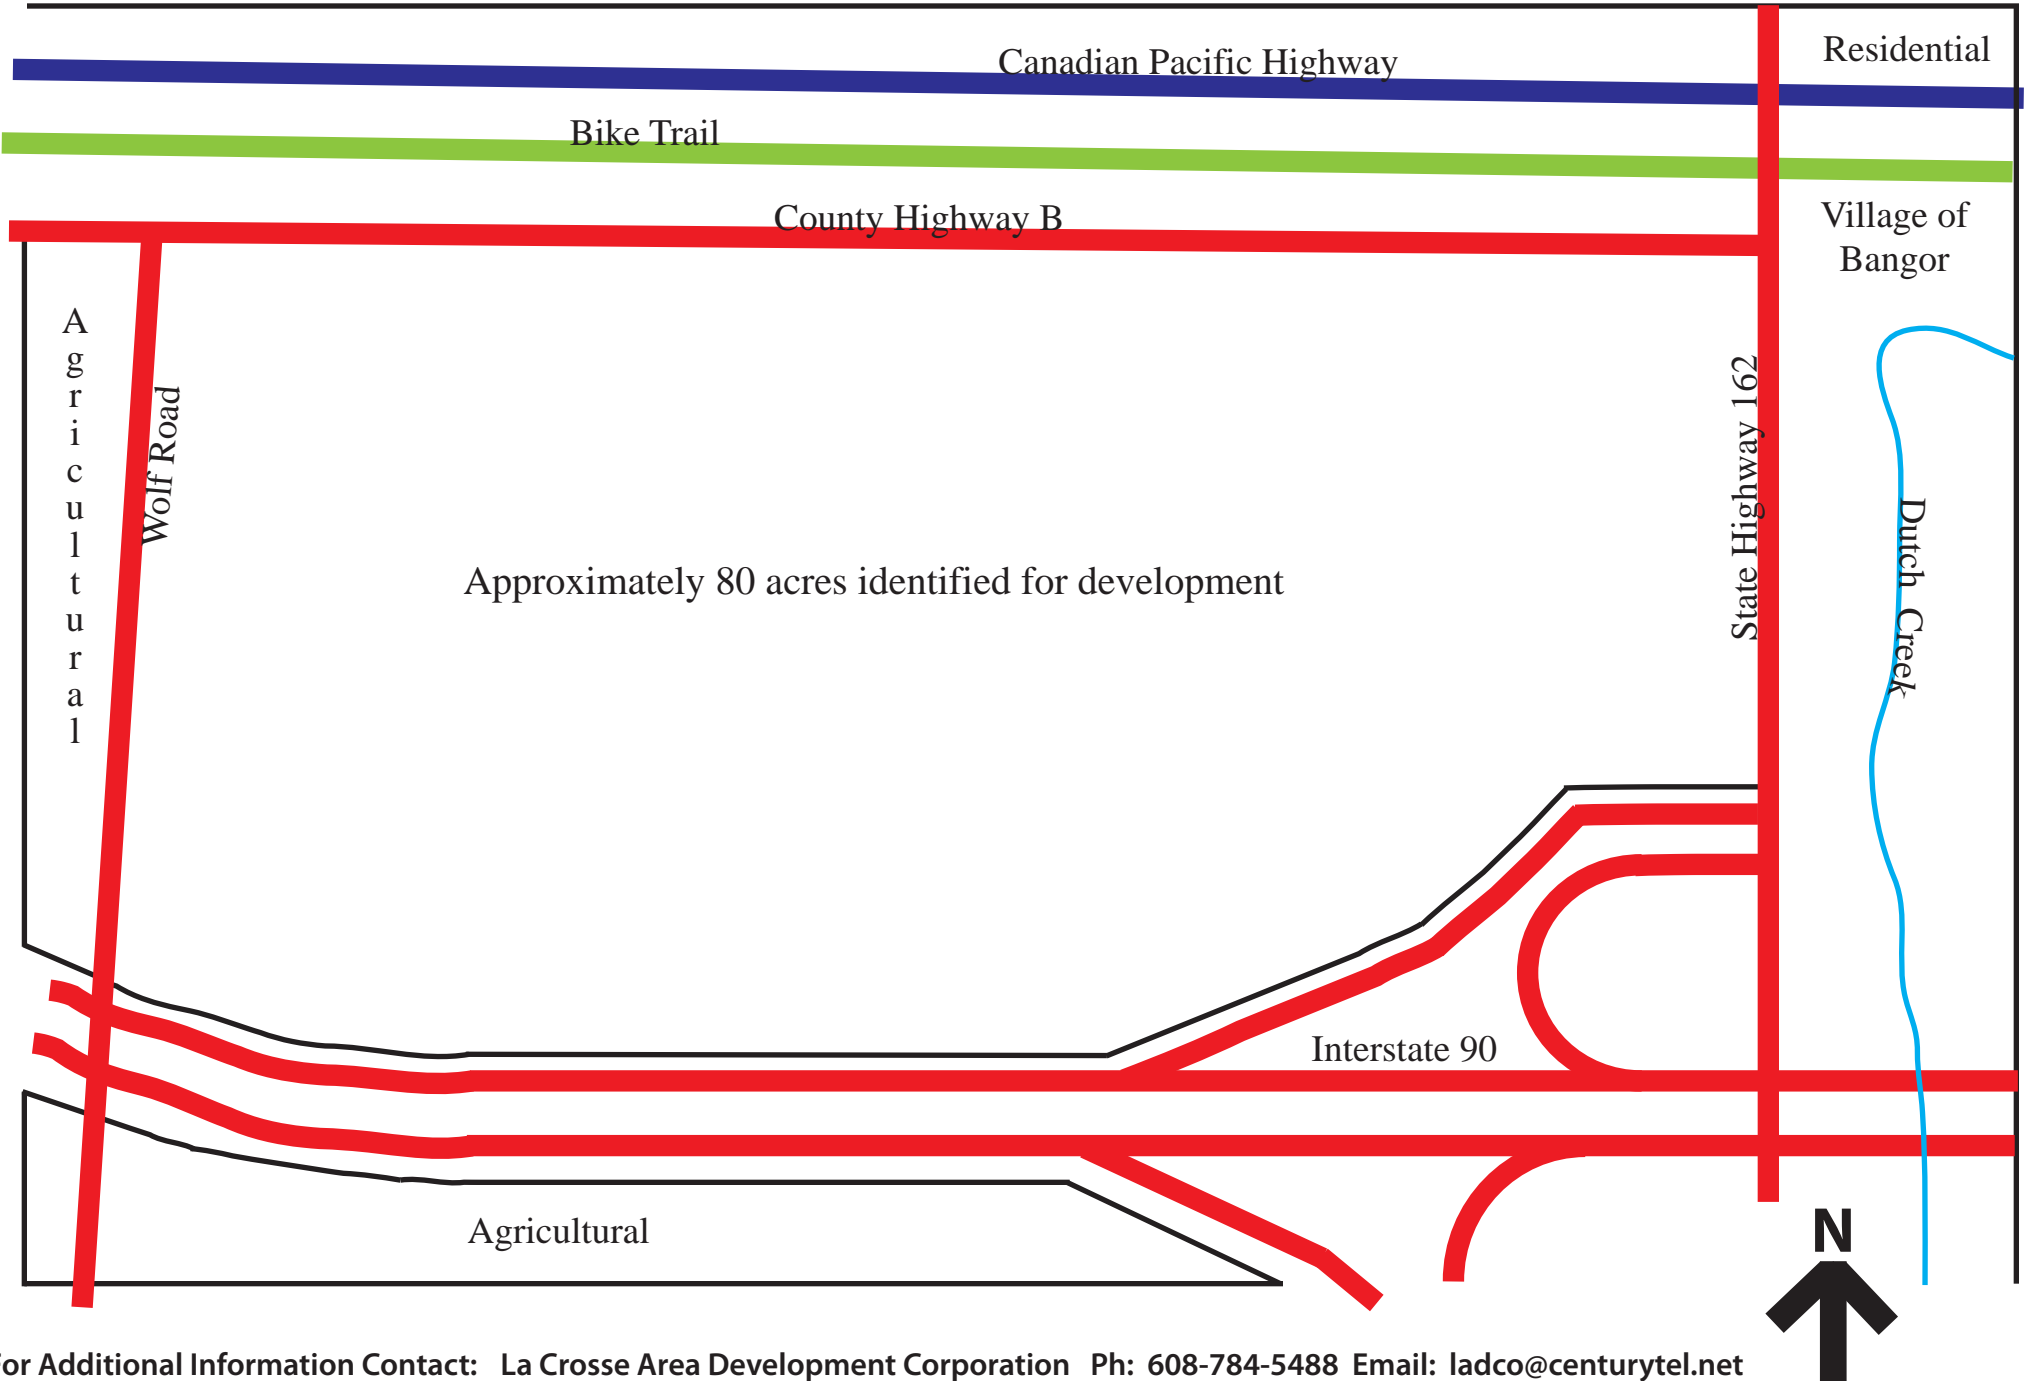 Canadian Pacific Highway
Residential
Bike Trail
County Highway B
Village of
Bangor
Agricultural
Wolf Road
State Highway 162
Dutch Creek
Approximately 80 acres identified for development
Interstate 90
Agricultural
N
For Additional Information Contact: La Crosse Area Development Corporation Ph: 608-784-5488 Email: ladco@centurytel.net